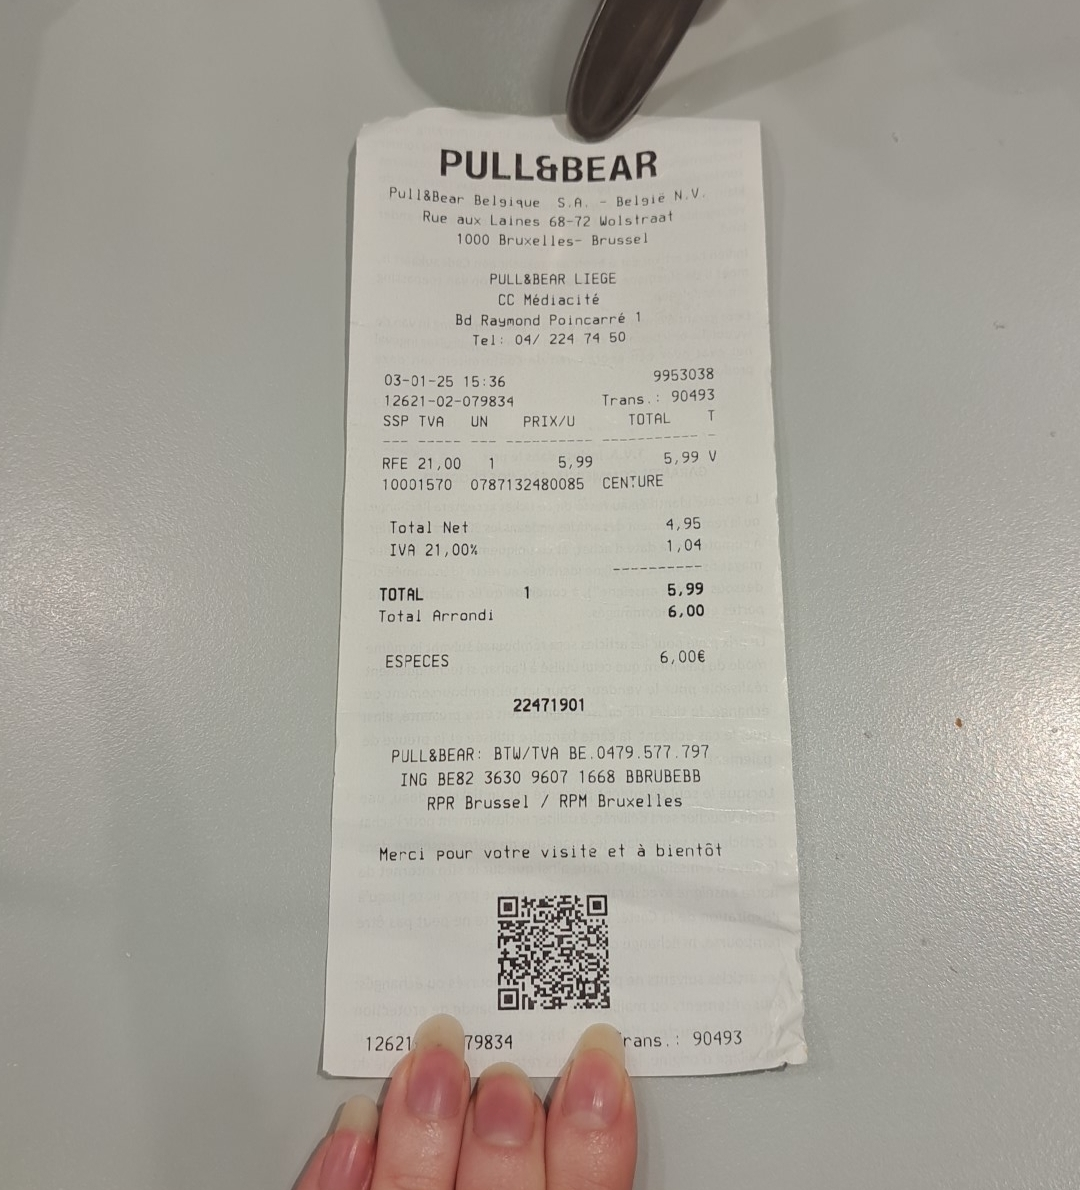 PULL&BEAR
Pull&Bear Belgique S.A. - België N.V.
Rue aux Laines 68-72 Wolstraat
1000 Bruxelles- Brussel
PULL&BEAR LIEGE
CC Médiacité
Bd Raymond Poincarré 1
Tel: 04/ 224 74 50
03-01-25 15:36 9953038
12621-02-079834 Trans.: 90493
SSP TVA UN PRIX/U TOTAL T
--- ---- --- ---------- ----------- -
RFE 21,00 1 5,99 5,99 V
10001570 0787132480085 CENTURE
Total Net 4,95
IVA 21,00% 1,04
----------
TOTAL 1 5,99
Total Arrondi 6,00
ESPECES 6,00€
22471901
PULL&BEAR: BTW/TVA BE.0479.577.797
ING BE82 3630 9607 1668 BBRUBEBB
RPR Brussel / RPM Bruxelles
Merci pour votre visite et à bientôt
12621 79834 rans.: 90493